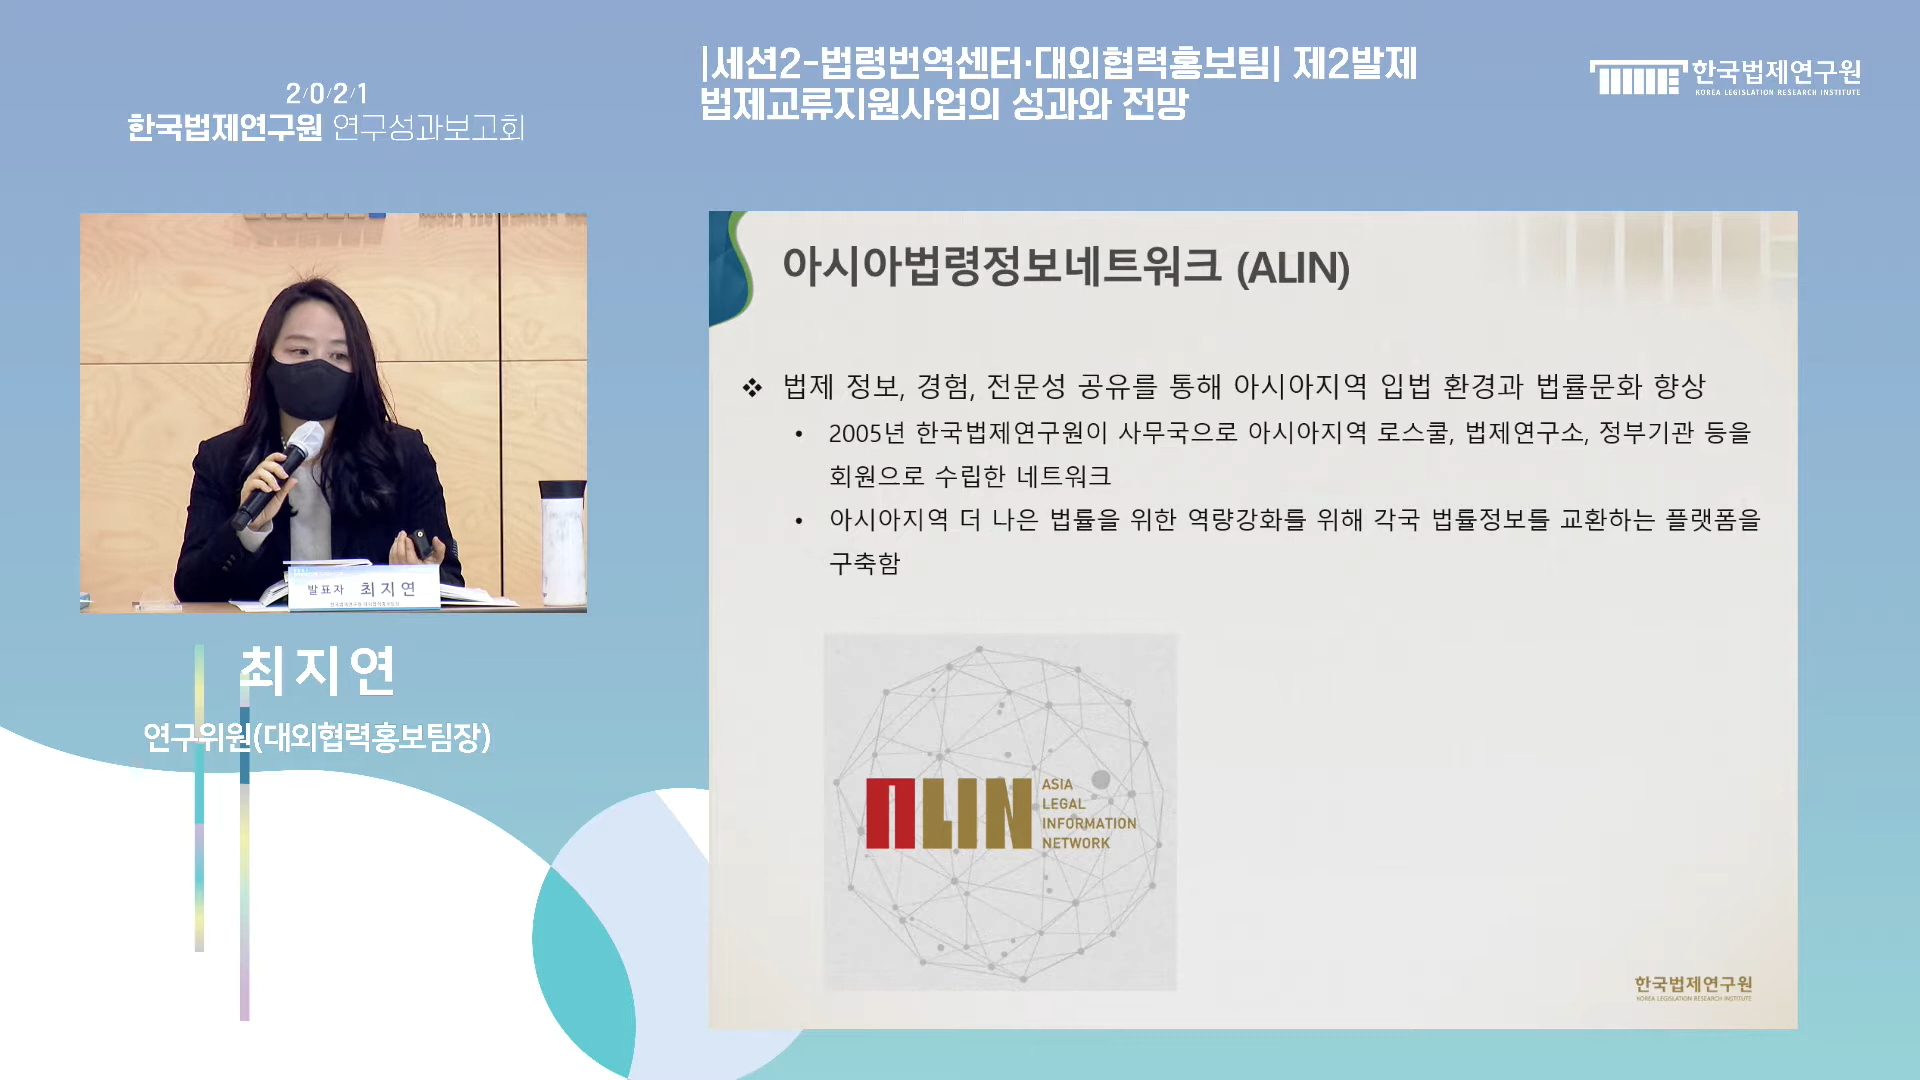 2/0/2/1
한국법제연구원 연구성과보고회
|세션2-법령번역센터·대외협력홍보팀| 제2발제
법제교류지원사업의 성과와 전망
한국법제연구원
KOREA LEGISLATION RESEARCH INSTITUTE
발표자 최지연
최지연
연구위원(대외협력홍보팀장)
아시아법령정보네트워크 (ALIN)
❖ 법제 정보, 경험, 전문성 공유를 통해 아시아지역 입법 환경과 법률문화 향상
• 2005년 한국법제연구원이 사무국으로 아시아지역 로스쿨, 법제연구소, 정부기관 등을
회원으로 수립한 네트워크
• 아시아지역 더 나은 법률을 위한 역량강화를 위해 각국 법률정보를 교환하는 플랫폼을
구축함
ALIN
ASIA
LEGAL
INFORMATION
NETWORK
한국법제연구원
KOREA LEGISLATION RESEARCH INSTITUTE